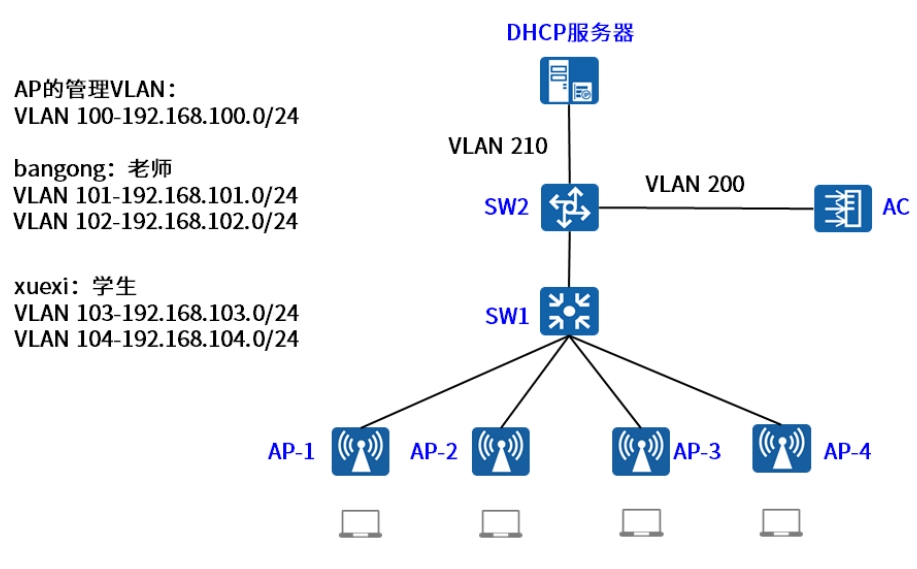 DHCP服务器
AP的管理VLAN：
VLAN 100-192.168.100.0/24
VLAN 210
bangong：老师
VLAN 101-192.168.101.0/24
VLAN 102-192.168.102.0/24
VLAN 200
SW2
AC
xuexi：学生
VLAN 103-192.168.103.0/24
VLAN 104-192.168.104.0/24
SW1
AP-1
AP-2
AP-3
AP-4